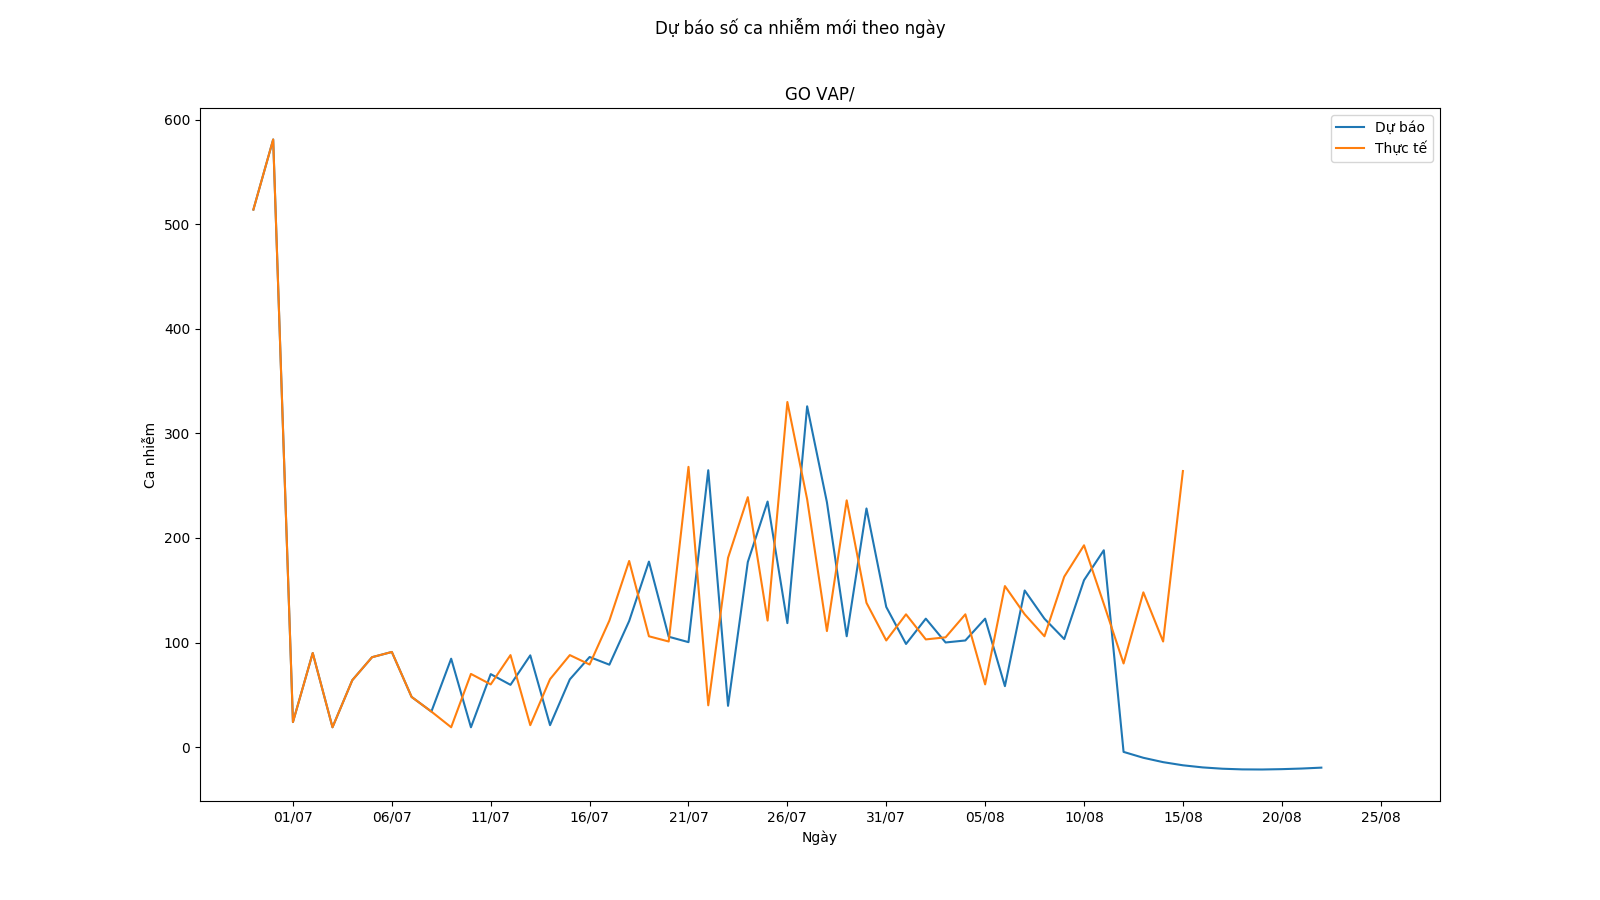 Dự báo số ca nhiễm mới theo ngày
GO VAP/
Dự báo
Thực tế
600
500
400
300
200
100
0
Ca nhiễm
01/07 06/07 11/07 16/07 21/07 26/07 31/07 05/08 10/08 15/08 20/08 25/08
Ngày